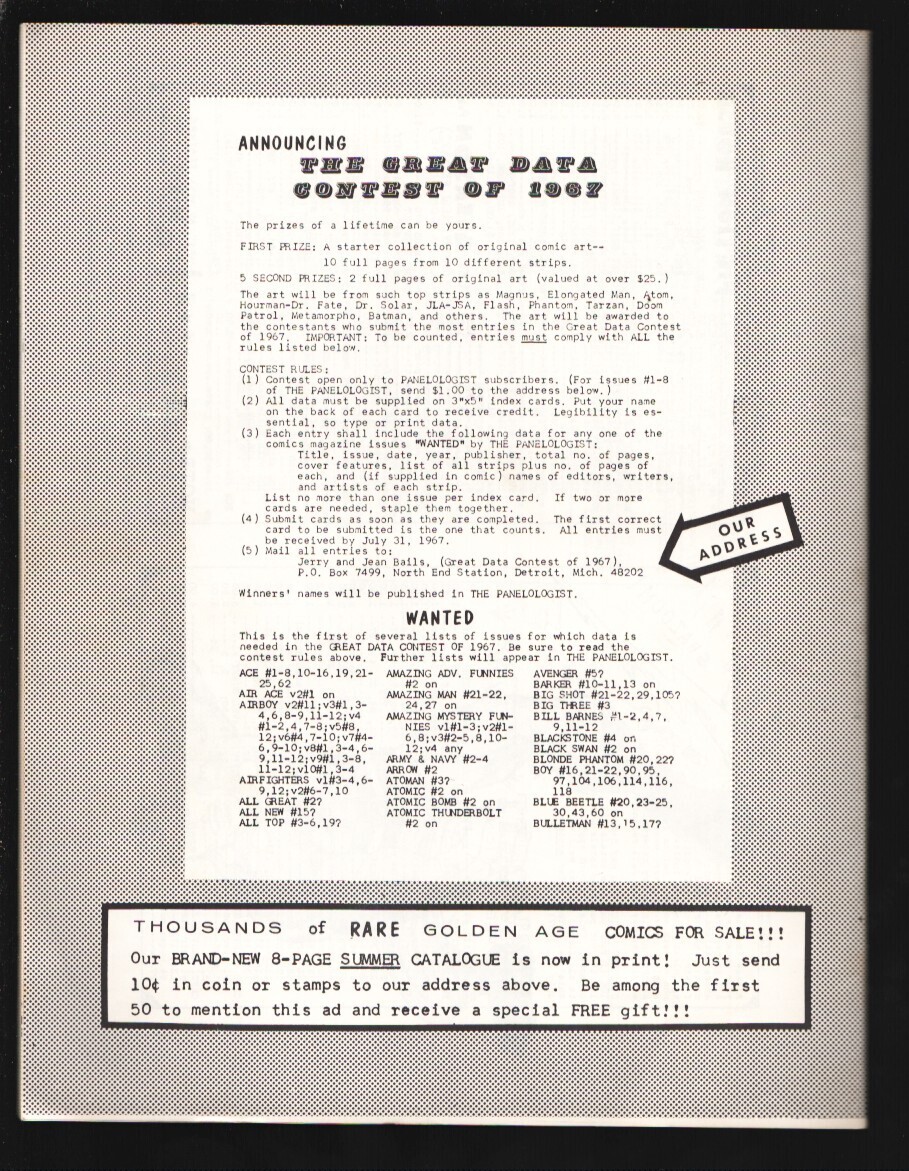 ANNOUNCING
THE GREAT DATA
CONTEST OF 1967
The prizes of a lifetime can be yours.
FIRST PRIZE: A starter collection of original comic art--
10 full pages from 10 different strips.
5 SECOND PRIZES: 2 full pages of original art (valued at over $25.)
The art will be from such top strips as Magnus, Elongated Man, Atom,
Hourman-Dr. Fate, Dr. Solar, JLA-JSA, Flash, Phantom, Tarzan, Doom
Patrol, Metamorpho, Batman, and others. The art will be awarded to
the contestants who submit the most entries in the Great Data Contest
of 1967. IMPORTANT: To be counted, entries must comply with ALL the
rules listed below.
CONTEST RULES:
(1) Contest open only to PANELOLOGIST subscribers. (For issues #1-8
of THE PANELOLOGIST, send $1.00 to the address below.)
(2) All data must be supplied on 3"x5" index cards. Put your name
on the back of each card to receive credit. Legibility is es-
sential, so type or print data.
(3) Each entry shall include the following data for any one of the
comics magazine issues "WANTED" by THE PANELOLOGIST:
Title, issue, date, year, publisher, total no. of pages,
cover features, list of all strips plus no. of pages of
each, and (if supplied in comic) names of editors, writers,
and artists of each strip.
List no more than one issue per index card. If two or more
cards are needed, staple them together.
(4) Submit cards as soon as they are completed. The first correct
card to be submitted is the one that counts. All entries must
be received by July 31, 1967.
(5) Mail all entries to:
Jerry and Jean Bails, (Great Data Contest of 1967),
P.O. Box 7499, North End Station, Detroit, Mich. 48202
OUR
ADDRESS
Winners' names will be published in THE PANELOLOGIST.
WANTED
This is the first of several lists of issues for which data is
needed in the GREAT DATA CONTEST OF 1967. Be sure to read the
contest rules above. Further lists will appear in THE PANELOLOGIST.
ACE #1-8,10-16,19,21-
25,62
AIR ACE v2#1 on
AIRBOY v2#11;v3#1,3-
4,6,8-9,11-12;v4
#1-2,4,7-8;v5#8,
12;v6#4,7-10;v7#4-
6,9-10;v8#1,3-4,6-
9,11-12;v9#1,3-8,
11-12;v10#1,3-4
AIRFIGHTERS v1#3-4,6-
9,12;v2#6-7,10
ALL GREAT #2?
ALL NEW #15?
ALL TOP #3-6,19?
AMAZING ADV. FUNNIES
#2 on
AMAZING MAN #21-22,
24,27 on
AMAZING MYSTERY FUN-
NIES v1#1-3;v2#1-
6,8;v3#2-5,8,10-
12;v4 any
ARMY & NAVY #2-4
ARROW #2
ATOMAN #3?
ATOMIC #2 on
ATOMIC BOMB #2 on
ATOMIC THUNDERBOLT
#2 on
AVENGER #5?
BARKER #10-11,13 on
BIG SHOT #21-22,29,105?
BIG THREE #3
BILL BARNES #1-2,4,7,
9,11-12
BLACKSTONE #4 on
BLACK SWAN #2 on
BLONDE PHANTOM #20,22?
BOY #16,21-22,90,95,
97,104,106,114,116,
118
BLUE BEETLE #20,23-25,
30,43,60 on
BULLETMAN #13,15,17?
THOUSANDS of RARE GOLDEN AGE COMICS FOR SALE!!!
Our BRAND-NEW 8-PAGE SUMMER CATALOGUE is now in print! Just send
10¢ in coin or stamps to our address above. Be among the first
50 to mention this ad and receive a special FREE gift!!!